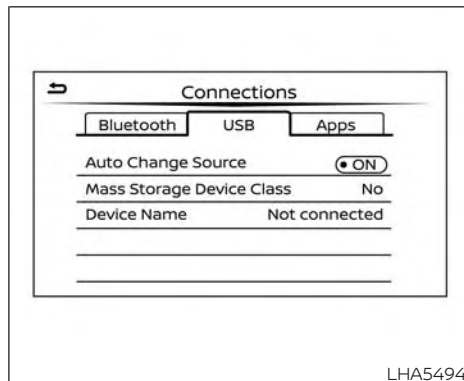 Connections
Bluetooth USB Apps
Auto Change Source ON
Mass Storage Device Class No
Device Name Not connected
LHA5494